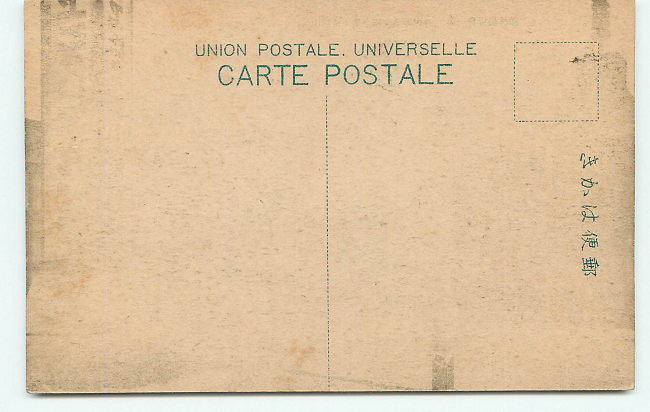 UNION POSTALE. UNIVERSELLE
CARTE POSTALE
きかは便郵